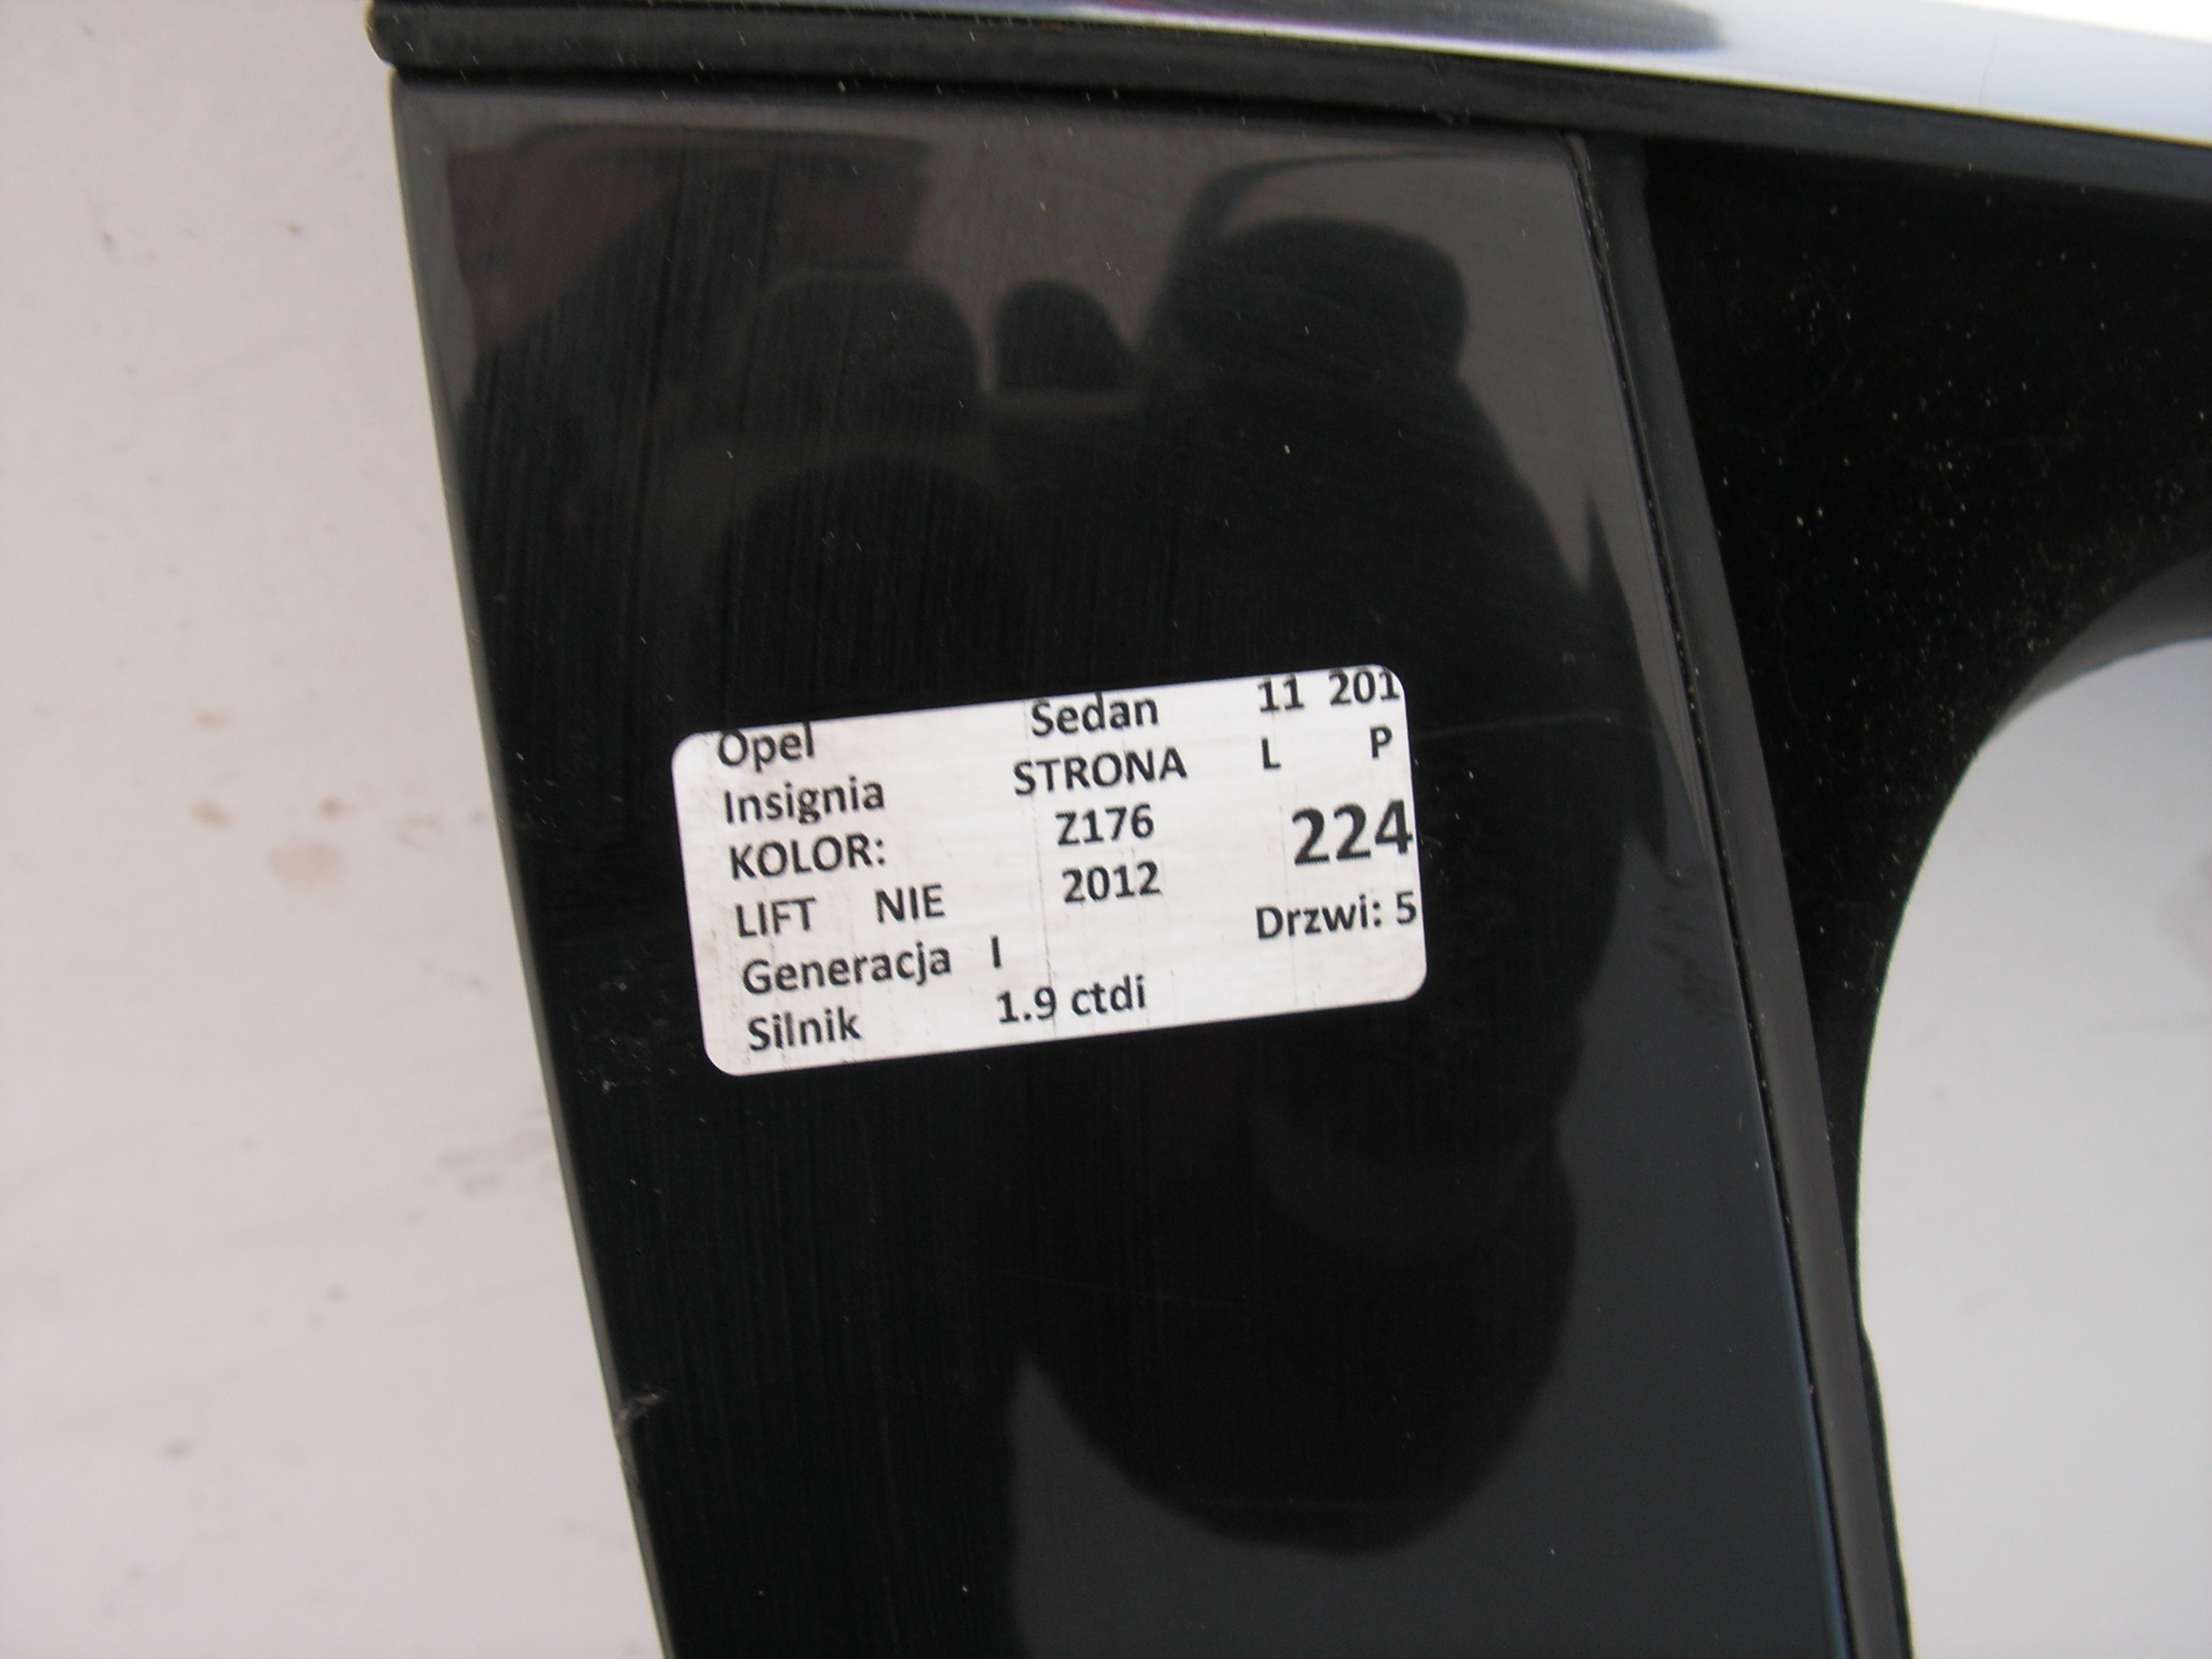 Opel Sedan 11 201
Insignia STRONA L P
KOLOR: Z176 224
LIFT NIE 2012
Generacja I Drzwi: 5
Silnik 1.9 ctdi